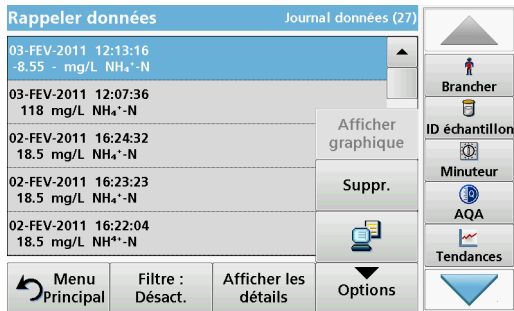 Rappeler données
Journal données (27)
03-FEV-2011 12:13:16
-8.55 - mg/L NH₄⁺-N
03-FEV-2011 12:07:36
118 mg/L NH₄⁺-N
02-FEV-2011 16:24:32
18.5 mg/L NH₄⁺-N
02-FEV-2011 16:23:23
18.5 mg/L NH₄⁺-N
02-FEV-2011 16:22:04
18.5 mg/L NH⁴⁺-N
Afficher
graphique
Suppr.
Menu
Principal
Filtre :
Désact.
Afficher les
détails
Options
Brancher
ID échantillon
Minuteur
AQA
Tendances